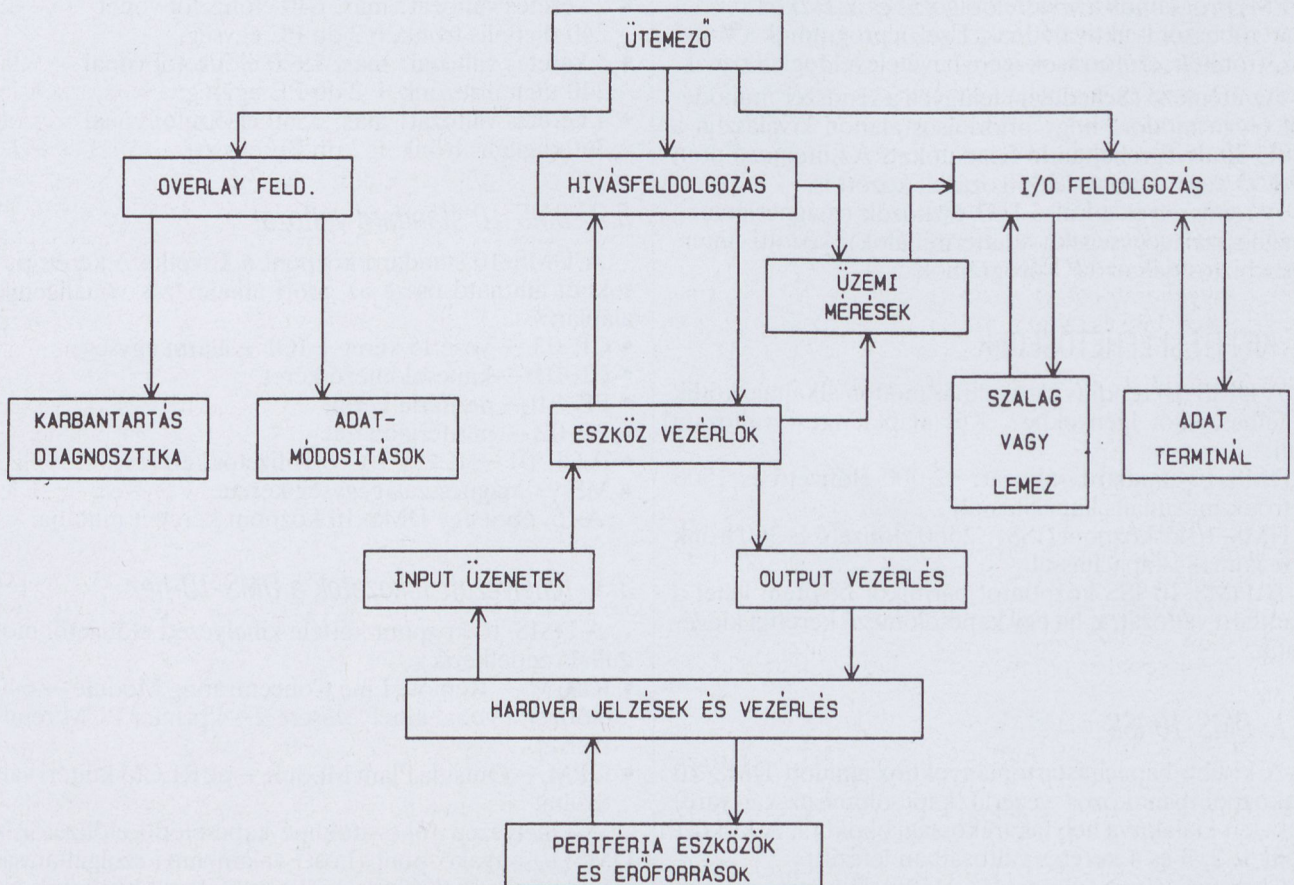 ÜTEMEZŐ
OVERLAY FELD.
HÍVÁSFELDOLGOZÁS
I/O FELDOLGOZÁS
ÜZEMI
MÉRÉSEK
KARBANTARTÁS
DIAGNOSZTIKA
ADAT-
MÓDOSITÁSOK
ESZKÖZ VEZÉRLŐK
SZALAG
VAGY
LEMEZ
ADAT
TERMINÁL
INPUT ÜZENETEK
OUTPUT VEZÉRLÉS
HARDVER JELZÉSEK ÉS VEZÉRLÉS
PERIFÉRIA ESZKÖZÖK
ÉS ERŐFORRÁSOK